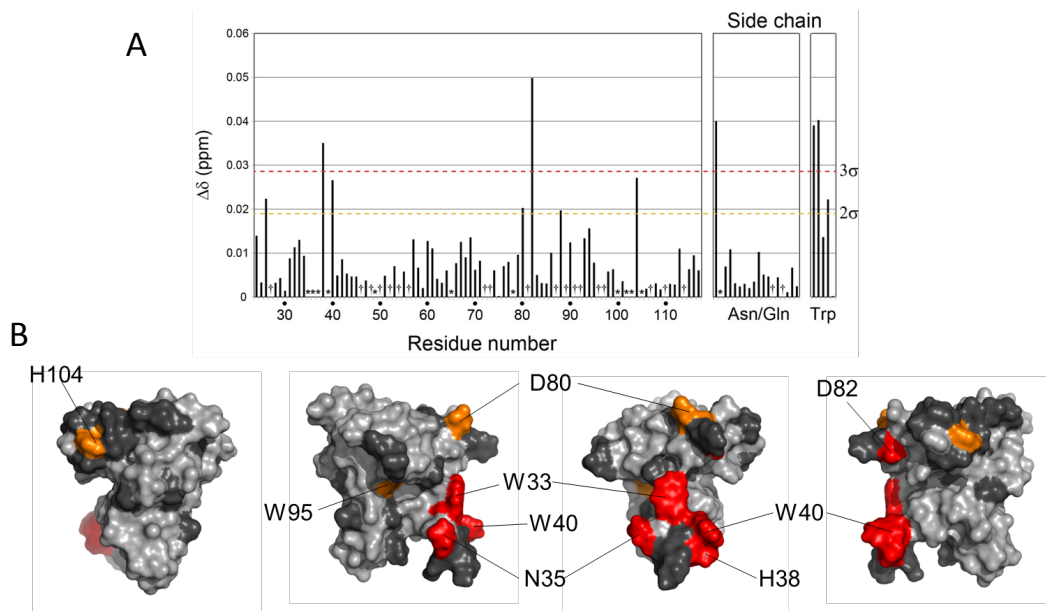 A
Side chain
0.06
0.05
0.04
0.03
0.02
0.01
0
Δδ (ppm)
3σ
2σ
30 40 50 60 70 80 90 100 110
Residue number
Asn/Gln
Trp
B
H104
D80
D82
W95
W33
W40
W40
N35
H38